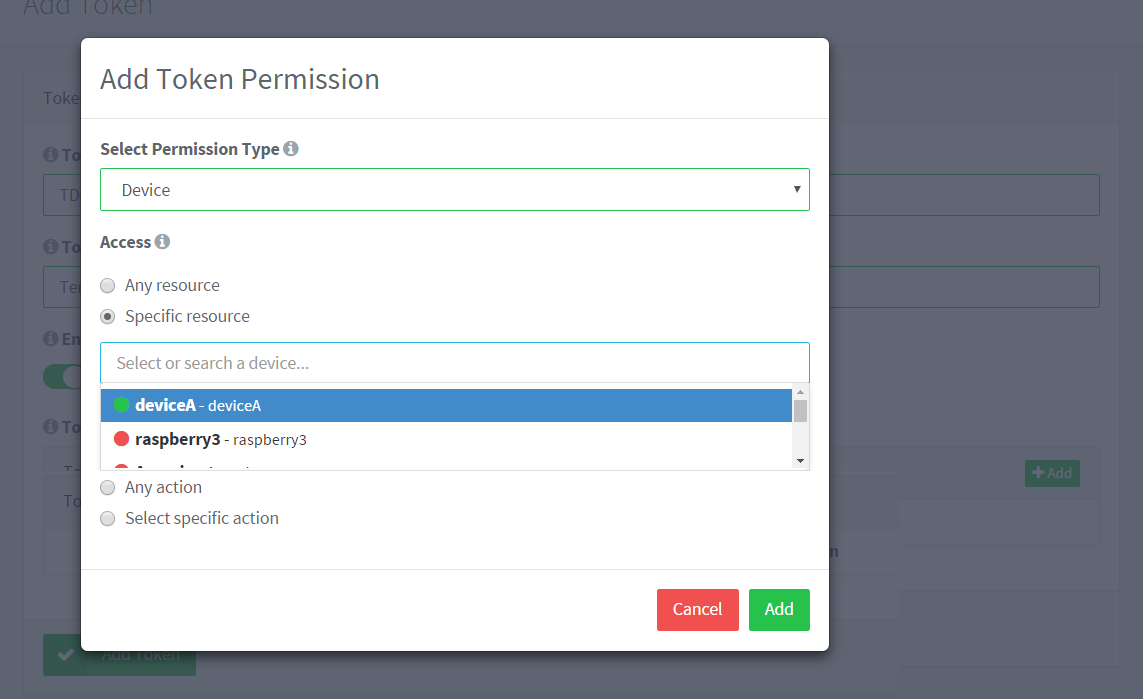 Add Token
Toke
Add Token Permission
To
Select Permission Type
TD
Device
To
Access
Te
Any resource
Specific resource
En
Select or search a device...
deviceA - deviceA
To
raspberry3 - raspberry3
Add
Any action
To
Select specific action
n
Cancel
Add
Add Token